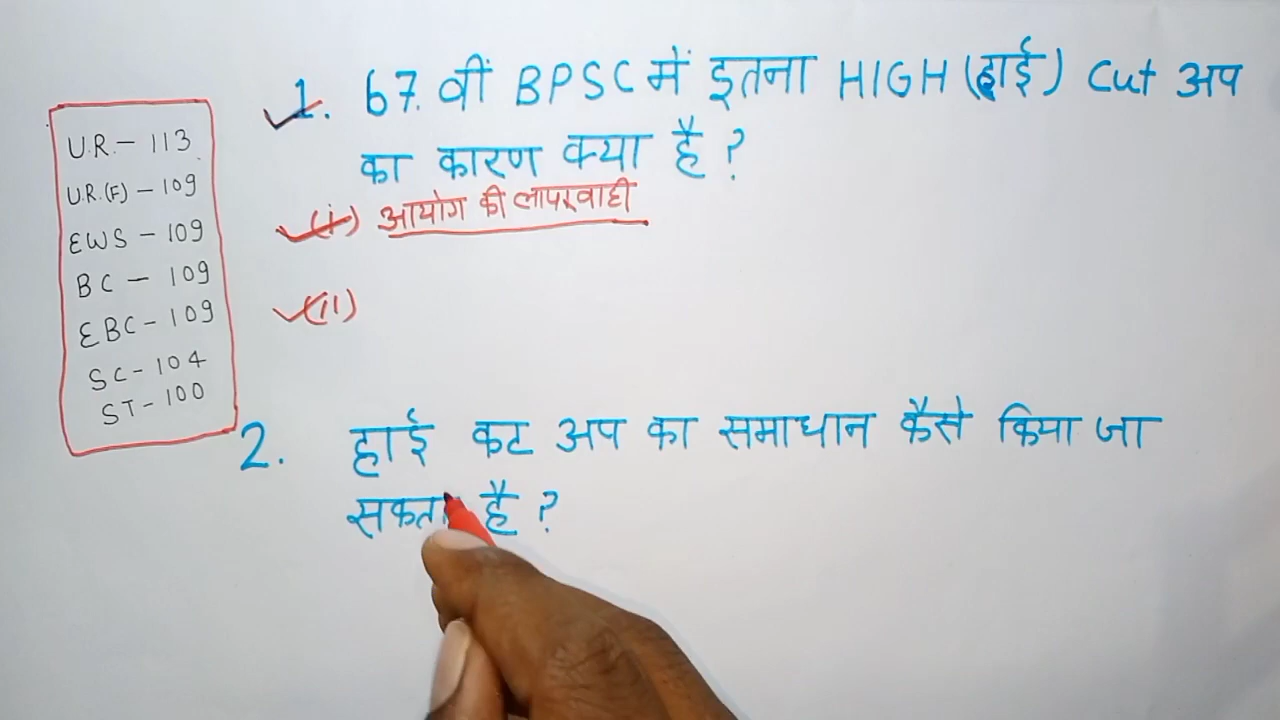 U.R. - 113
U.R.(F) - 109
EWS - 109
BC - 109
EBC - 109
SC - 104
ST - 100
1. 67. वीं BPSC में इतना HIGH (हाई) Cut अप
का कारण क्या है ?
(i) आयोग की लापरवाही
(ii)
2. हाई कट अप का समाधान कैसे किया जा
सकता है ?